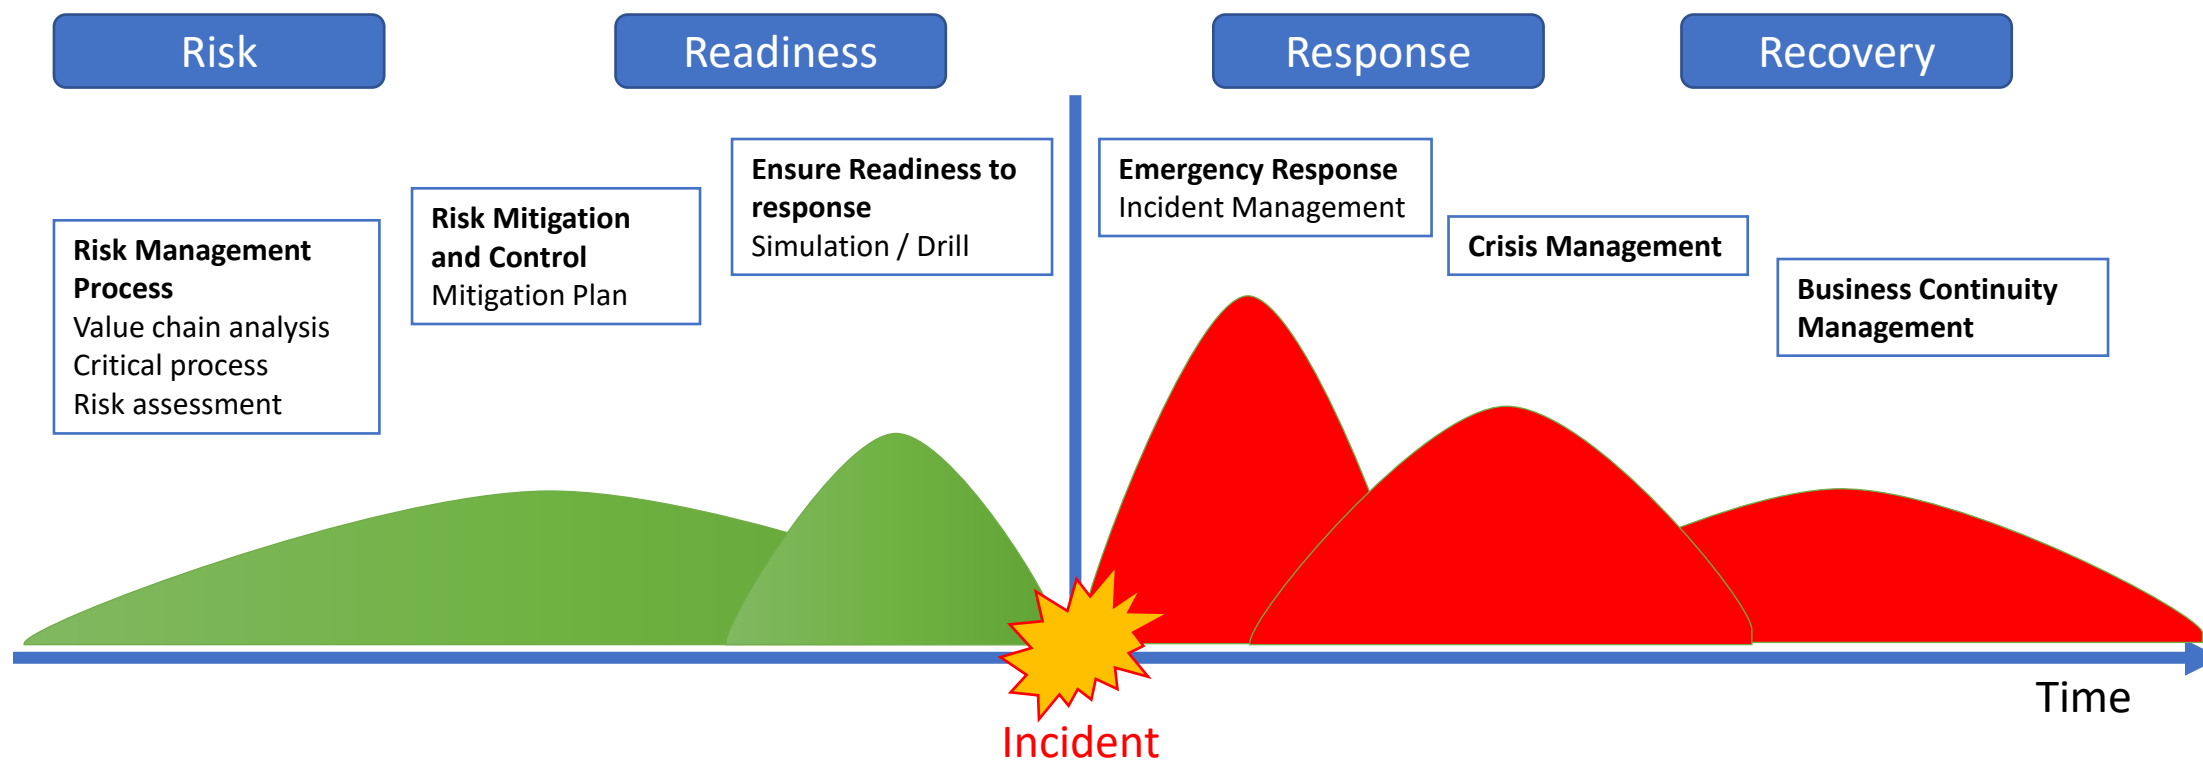 Risk
Readiness
Response
Recovery
Risk Management
Process
Value chain analysis
Critical process
Risk assessment
Risk Mitigation
and Control
Mitigation Plan
Ensure Readiness to
response
Simulation / Drill
Emergency Response
Incident Management
Crisis Management
Business Continuity
Management
Time
Incident